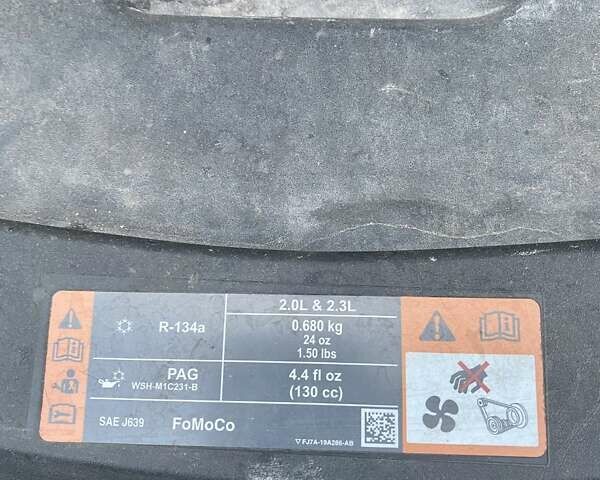 2.0L & 2.3L
R-134a 0.680 kg
24 oz
1.50 lbs
PAG 4.4 fl oz
WSH-M1C231-B (130 cc)
SAE J639 FoMoCo
FJ7A-19A286-AB